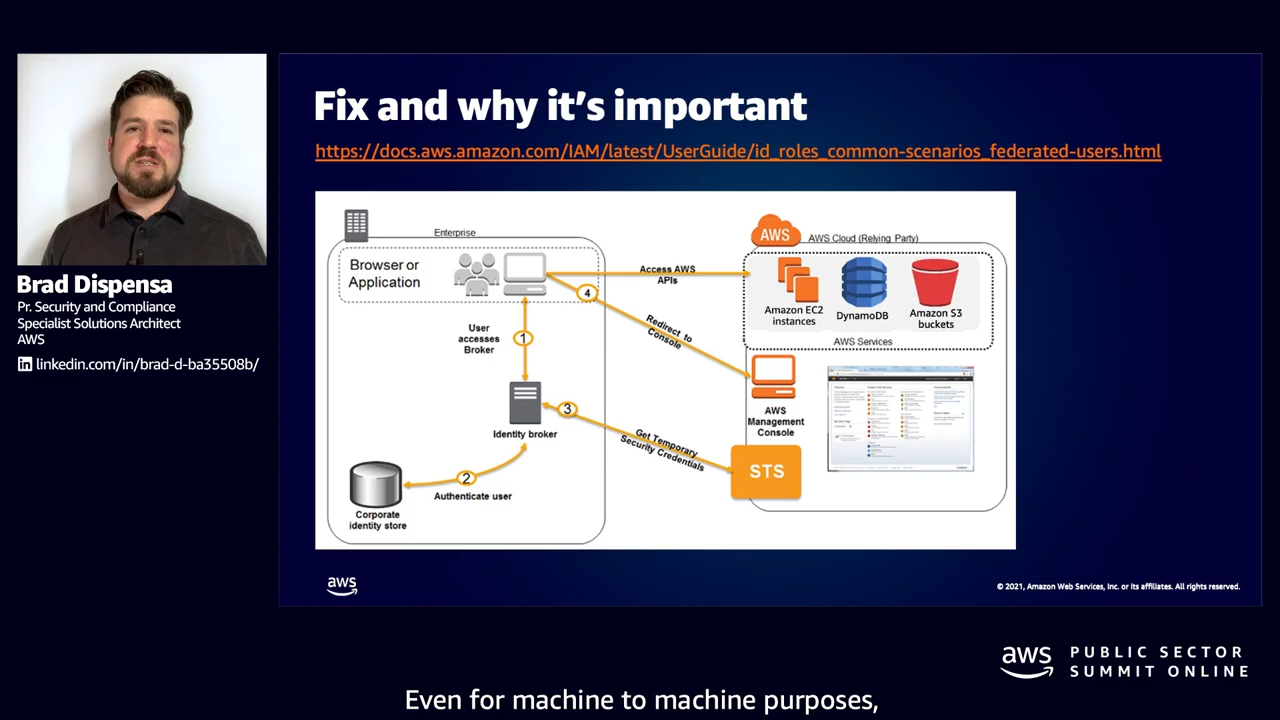 Fix and why it's important
https://docs.aws.amazon.com/IAM/latest/UserGuide/id_roles_common-scenarios_federated-users.html
Brad Dispensa
Pr. Security and Compliance
Specialist Solutions Architect
AWS
in linkedin.com/in/brad-d-ba35508b/
Enterprise
Browser or
Application
4
User
accesses
Broker
1
Identity broker
3
2
Authenticate user
Corporate
identity store
Access AWS
APIs
Redirect to
Console
Get Temporary
Security Credentials
AWS
AWS Cloud (Relying Party)
Amazon EC2
instances
DynamoDB
Amazon S3
buckets
AWS Services
AWS
Management
Console
STS
aws
© 2021, Amazon Web Services, Inc. or its affiliates. All rights reserved.
aws
PUBLIC SECTOR
SUMMIT ONLINE
Even for machine to machine purposes,